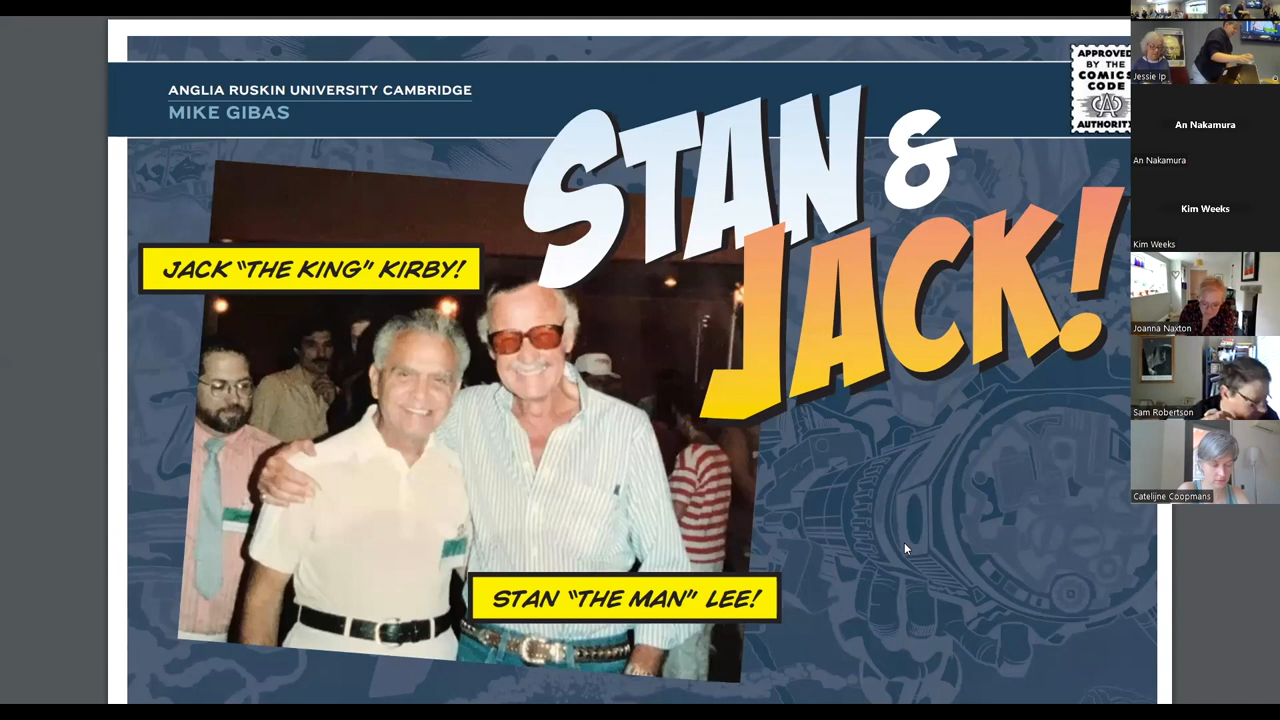 ANGLIA RUSKIN UNIVERSITY CAMBRIDGE
MIKE GIBAS
APPROVED
BY THE
COMICS
CODE
CA
AUTHORITY
STAN &
JACK!
JACK “THE KING” KIRBY!
STAN “THE MAN” LEE!
Jessie Ip
An Nakamura
An Nakamura
Kim Weeks
Kim Weeks
Joanna Naxton
Sam Robertson
Catelijne Coopmans